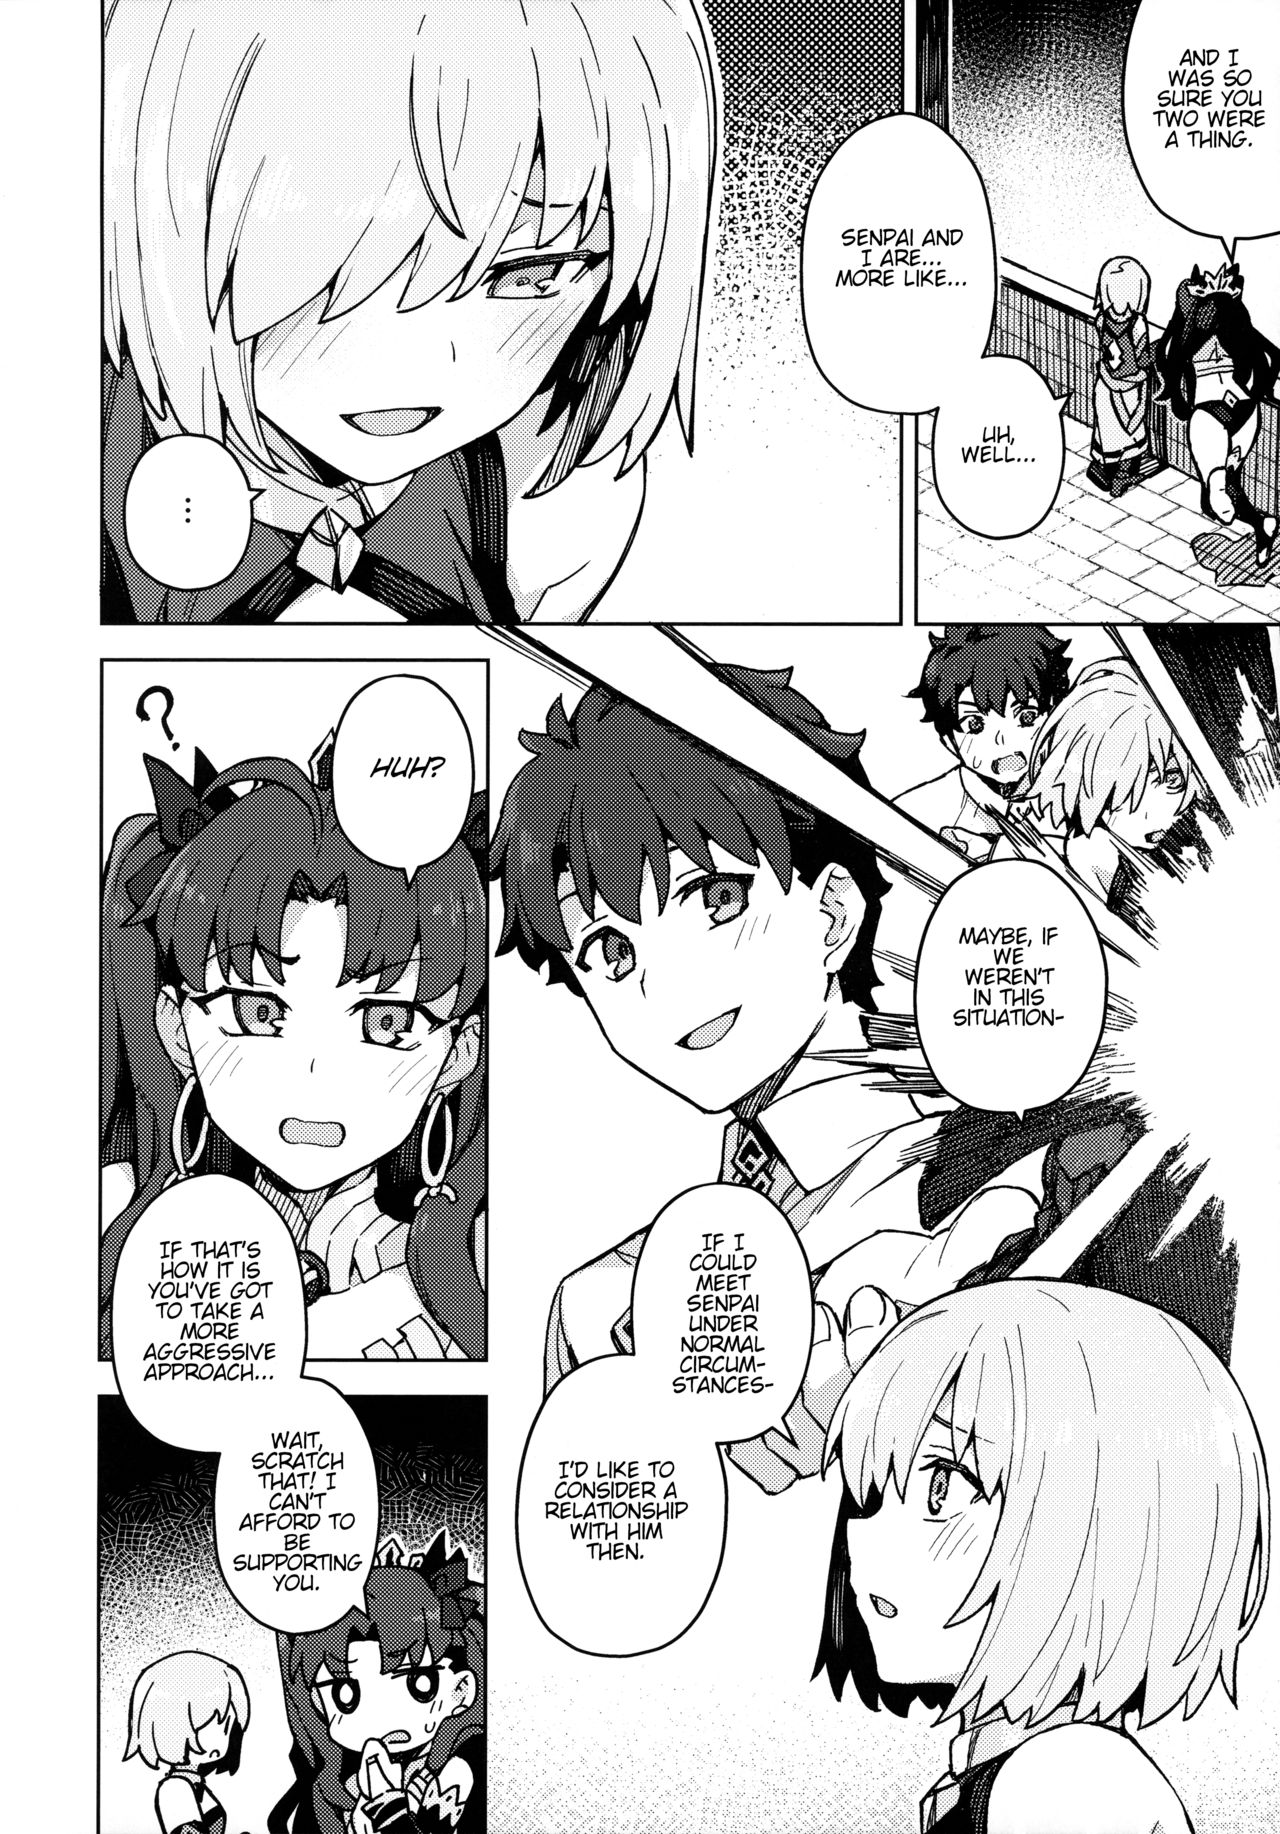 AND I
WAS SO
SURE YOU
TWO WERE
A THING.
UH,
WELL...
SENPAI AND
I ARE...
MORE LIKE...
...
MAYBE, IF
WE
WEREN'T
IN THIS
SITUATION-
IF I
COULD
MEET
SENPAI
UNDER
NORMAL
CIRCUM-
STANCES-
I'D LIKE TO
CONSIDER A
RELATIONSHIP
WITH HIM
THEN.
?
HUH?
IF THAT'S
HOW IT IS
YOU'VE GOT
TO TAKE A
MORE
AGGRESSIVE
APPROACH...
WAIT,
SCRATCH
THAT! I
CAN'T
AFFORD TO
BE
SUPPORTING
YOU.